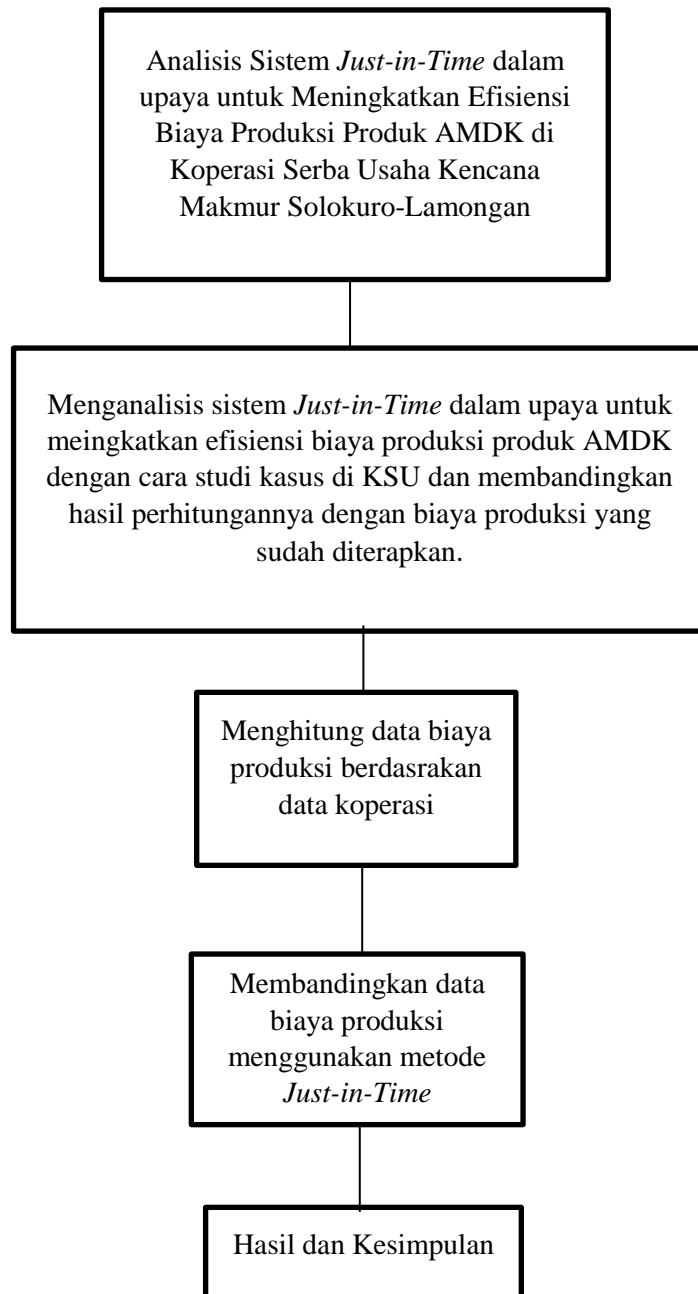 Analisis Sistem Just-in-Time dalam
upaya untuk Meningkatkan Efisiensi
Biaya Produksi Produk AMDK di
Koperasi Serba Usaha Kencana
Makmur Solokuro-Lamongan
Menganalisis sistem Just-in-Time dalam upaya untuk
meingkatkan efisiensi biaya produksi produk AMDK
dengan cara studi kasus di KSU dan membandingkan
hasil perhitungannya dengan biaya produksi yang
sudah diterapkan.
Menghitung data biaya
produksi berdasrakan
data koperasi
Membandingkan data
biaya produksi
menggunakan metode
Just-in-Time
Hasil dan Kesimpulan